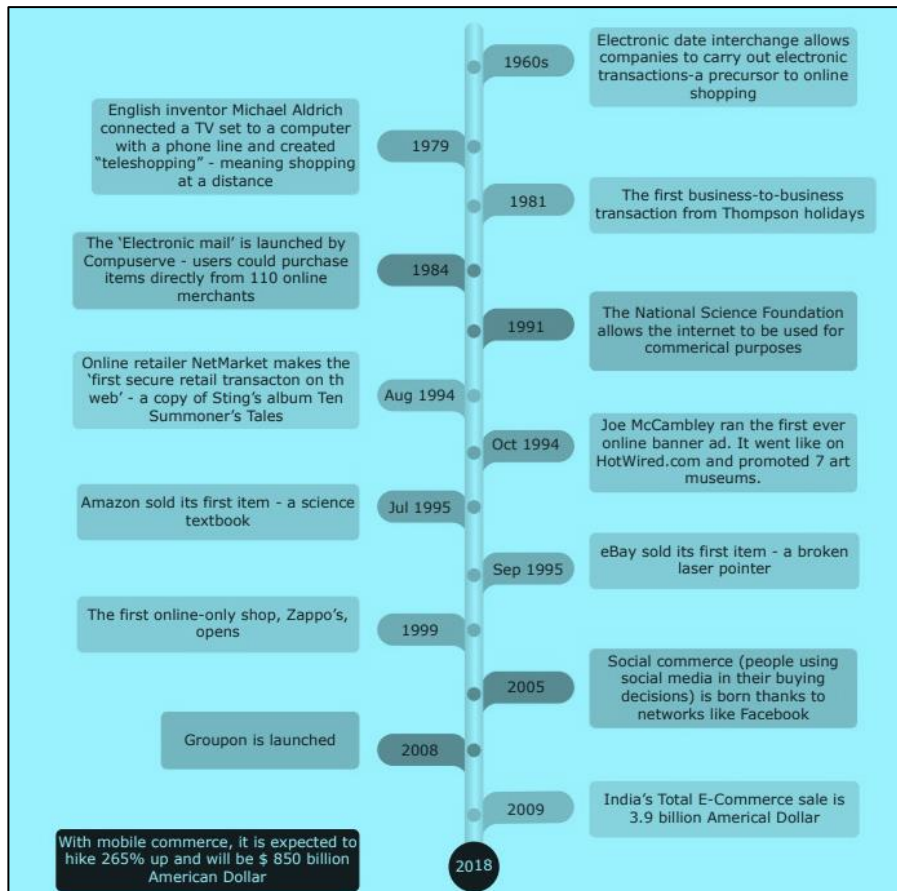 1960s
Electronic date interchange allows
companies to carry out electronic
transactions-a precursor to online
shopping
English inventor Michael Aldrich
connected a TV set to a computer
with a phone line and created
“teleshopping” - meaning shopping
at a distance
1979
1981
The first business-to-business
transaction from Thompson holidays
The ‘Electronic mail’ is launched by
Compuserve - users could purchase
items directly from 110 online
merchants
1984
1991
The National Science Foundation
allows the internet to be used for
commerical purposes
Online retailer NetMarket makes the
‘first secure retail transacton on th
web’ - a copy of Sting’s album Ten
Summoner’s Tales
Aug 1994
Oct 1994
Joe McCambley ran the first ever
online banner ad. It went like on
HotWired.com and promoted 7 art
museums.
Amazon sold its first item - a science
textbook
Jul 1995
Sep 1995
eBay sold its first item - a broken
laser pointer
The first online-only shop, Zappo’s,
opens
1999
2005
Social commerce (people using
social media in their buying
decisions) is born thanks to
networks like Facebook
Groupon is launched
2008
2009
India’s Total E-Commerce sale is
3.9 billion Americal Dollar
With mobile commerce, it is expected to
hike 265% up and will be $ 850 billion
American Dollar
2018